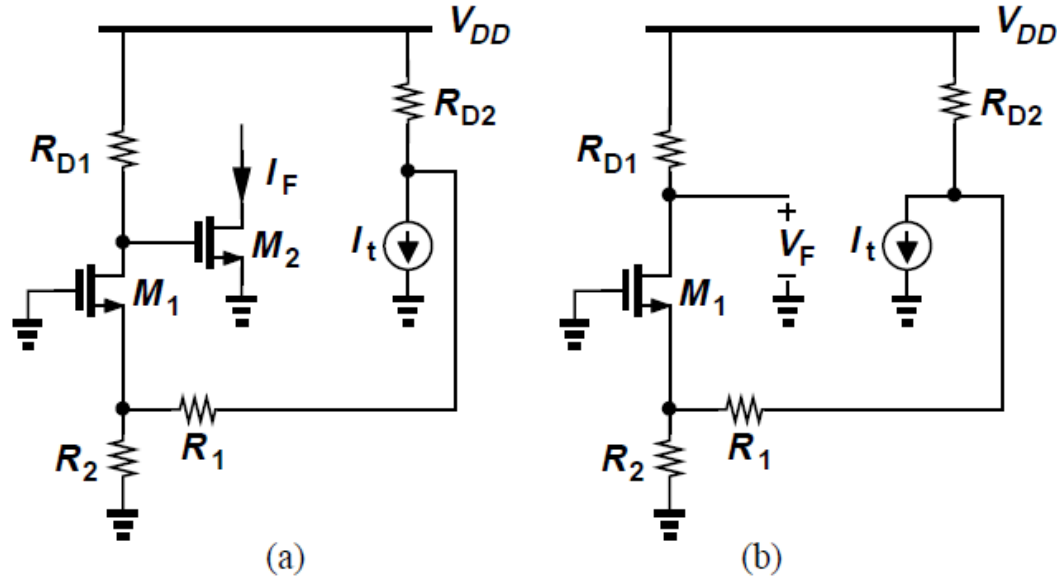 V_DD
R_D2
R_D1
I_F
M_2
I_t
M_1
R_1
R_2
(a)
V_DD
R_D2
R_D1
+
V_F
−
I_t
M_1
R_1
R_2
(b)